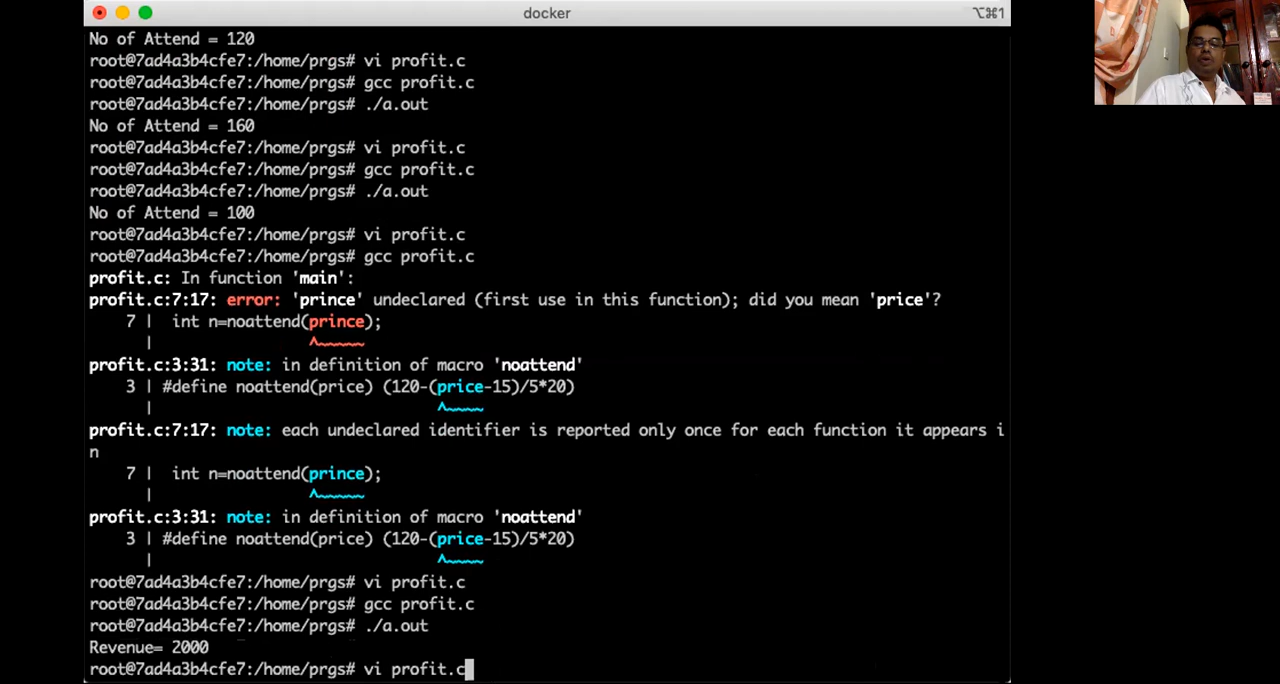 docker
⌥⌘1
No of Attend = 120
root@7ad4a3b4cfe7:/home/prgs# vi profit.c
root@7ad4a3b4cfe7:/home/prgs# gcc profit.c
root@7ad4a3b4cfe7:/home/prgs# ./a.out
No of Attend = 160
root@7ad4a3b4cfe7:/home/prgs# vi profit.c
root@7ad4a3b4cfe7:/home/prgs# gcc profit.c
root@7ad4a3b4cfe7:/home/prgs# ./a.out
No of Attend = 100
root@7ad4a3b4cfe7:/home/prgs# vi profit.c
root@7ad4a3b4cfe7:/home/prgs# gcc profit.c
profit.c: In function 'main':
profit.c:7:17: error: 'prince' undeclared (first use in this function); did you mean 'price'?
7 | int n=noattend(prince);
| ^~~~~~
profit.c:3:31: note: in definition of macro 'noattend'
3 | #define noattend(price) (120-(price-15)/5*20)
| ^~~~~
profit.c:7:17: note: each undeclared identifier is reported only once for each function it appears i
n
7 | int n=noattend(prince);
| ^~~~~~
profit.c:3:31: note: in definition of macro 'noattend'
3 | #define noattend(price) (120-(price-15)/5*20)
| ^~~~~
root@7ad4a3b4cfe7:/home/prgs# vi profit.c
root@7ad4a3b4cfe7:/home/prgs# gcc profit.c
root@7ad4a3b4cfe7:/home/prgs# ./a.out
Revenue= 2000
root@7ad4a3b4cfe7:/home/prgs# vi profit.c